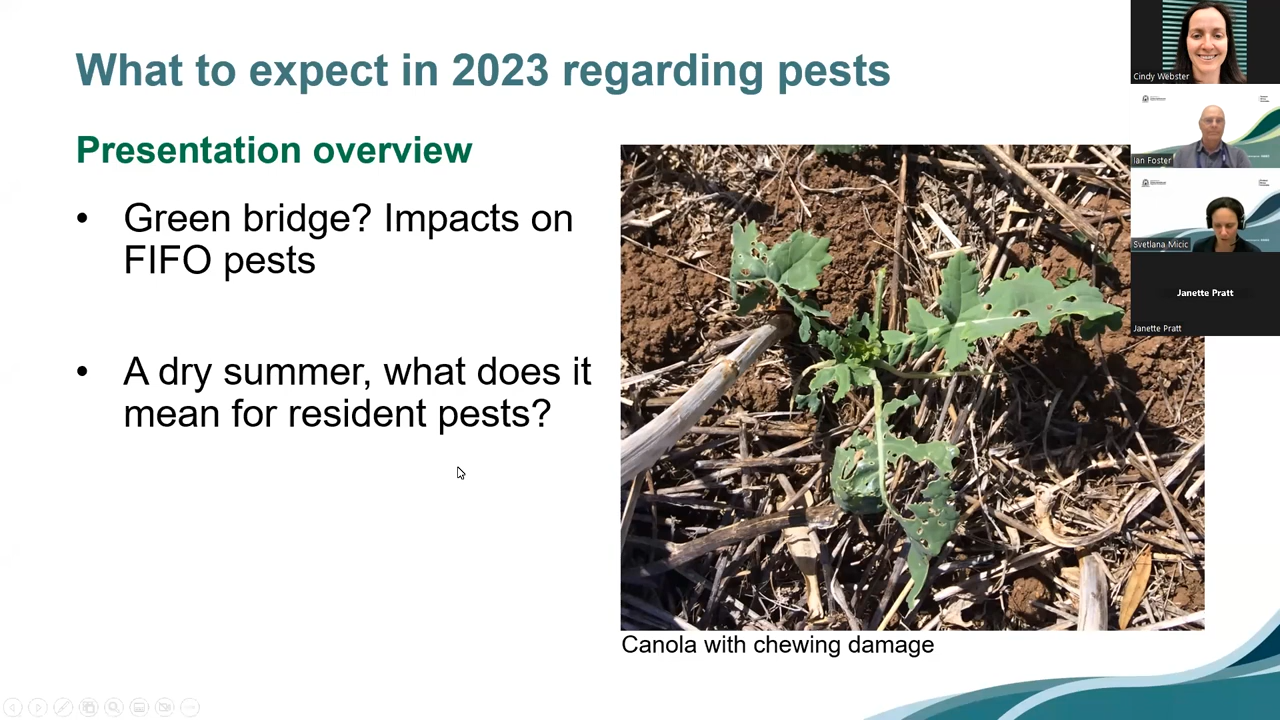 What to expect in 2023 regarding pests
Presentation overview
• Green bridge? Impacts on
FIFO pests
• A dry summer, what does it
mean for resident pests?
Canola with chewing damage
Cindy Webster
Ian Foster
Svetlana Micic
Janette Pratt
Janette Pratt